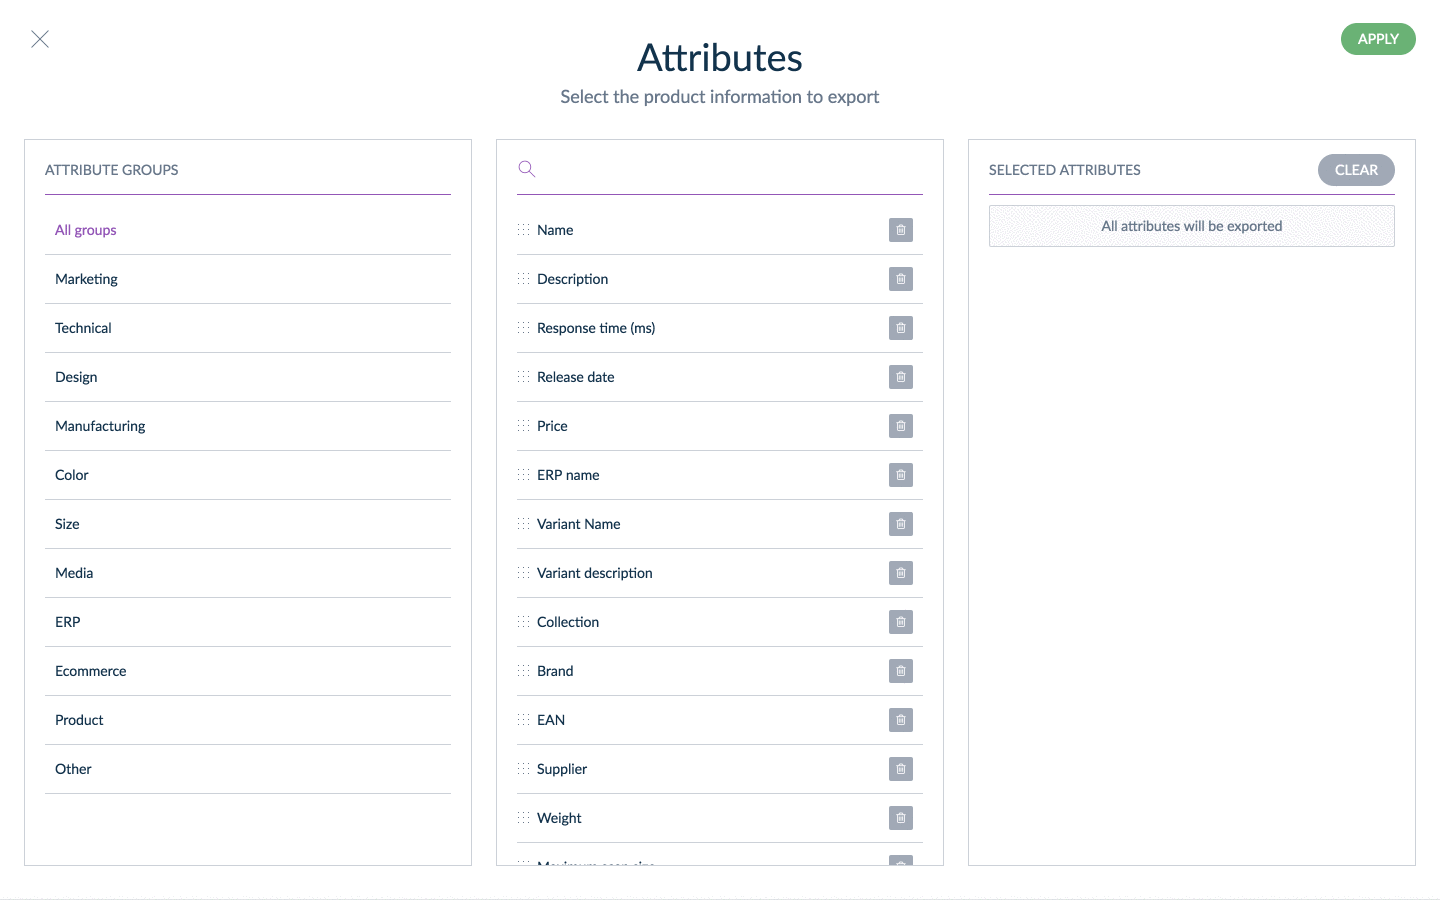 APPLY
Attributes
Select the product information to export
ATTRIBUTE GROUPS
All groups
Marketing
Technical
Design
Manufacturing
Color
Size
Media
ERP
Ecommerce
Product
Other
Name
Description
Response time (ms)
Release date
Price
ERP name
Variant Name
Variant description
Collection
Brand
EAN
Supplier
Weight
SELECTED ATTRIBUTES
CLEAR
All attributes will be exported